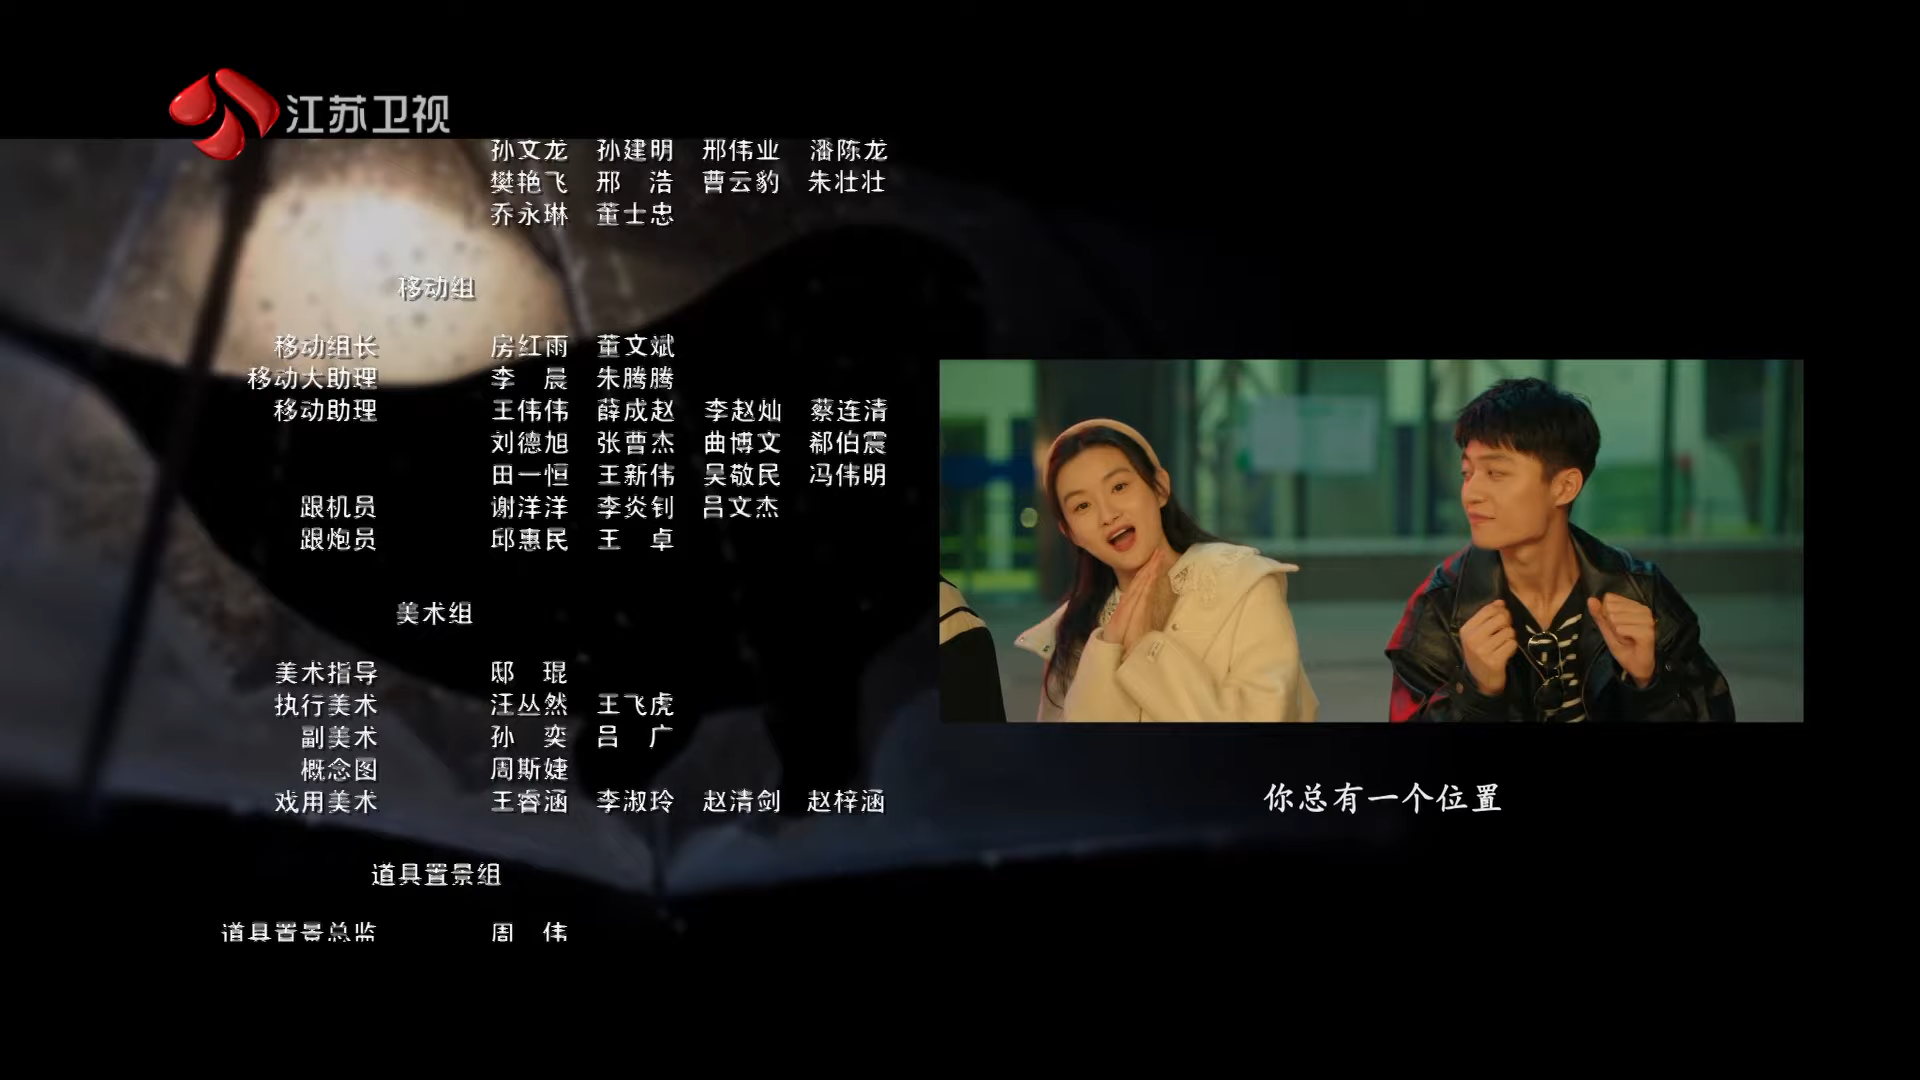 江苏卫视
孙文龙 孙建明 邢伟业 潘陈龙
樊艳飞 邢 浩 曹云豹 朱壮壮
乔永琳 董士忠
移动组
移动组长 房红雨 董文斌
移动大助理 李 晨 朱腾腾
移动助理 王伟伟 薛成赵 李赵灿 蔡连清
刘德旭 张曹杰 曲博文 郗伯震
田一恒 王新伟 吴敬民 冯伟明
跟机员 谢洋洋 李炎钊 吕文杰
跟炮员 邱惠民 王 卓
美术组
美术指导 邸 琨
执行美术 汪丛然 王飞虎
副美术 孙 奕 吕 广
概念图 周斯婕
戏用美术 王睿涵 李淑玲 赵清剑 赵梓涵
道具置景组
道具置景总监 周 伟
你总有一个位置